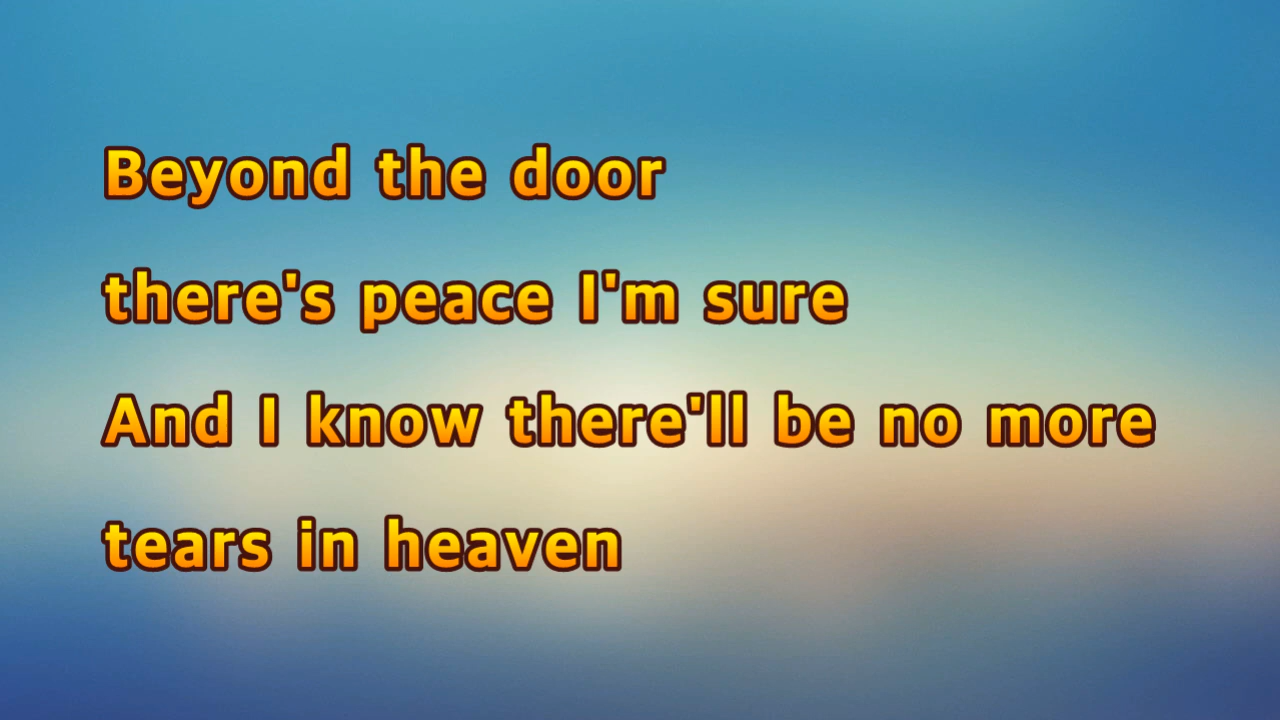 Beyond the door
there's peace I'm sure
And I know there'll be no more
tears in heaven